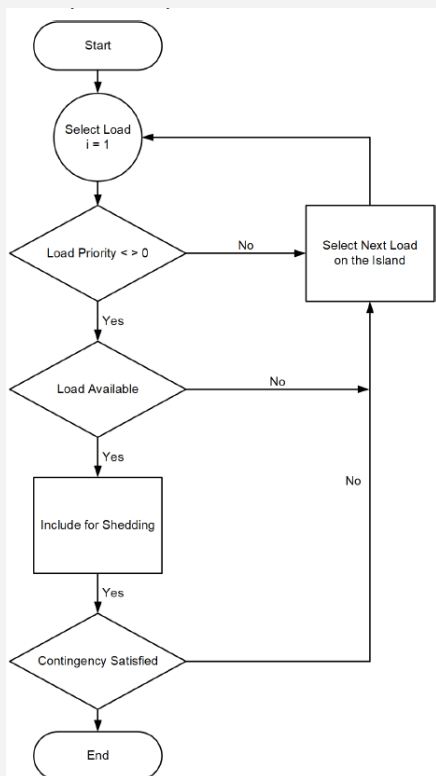 Start
Select Load
i = 1
Load Priority < > 0
No
Select Next Load
on the Island
Yes
Load Available
No
Yes
No
Include for Shedding
Yes
Contingency Satisfied
End